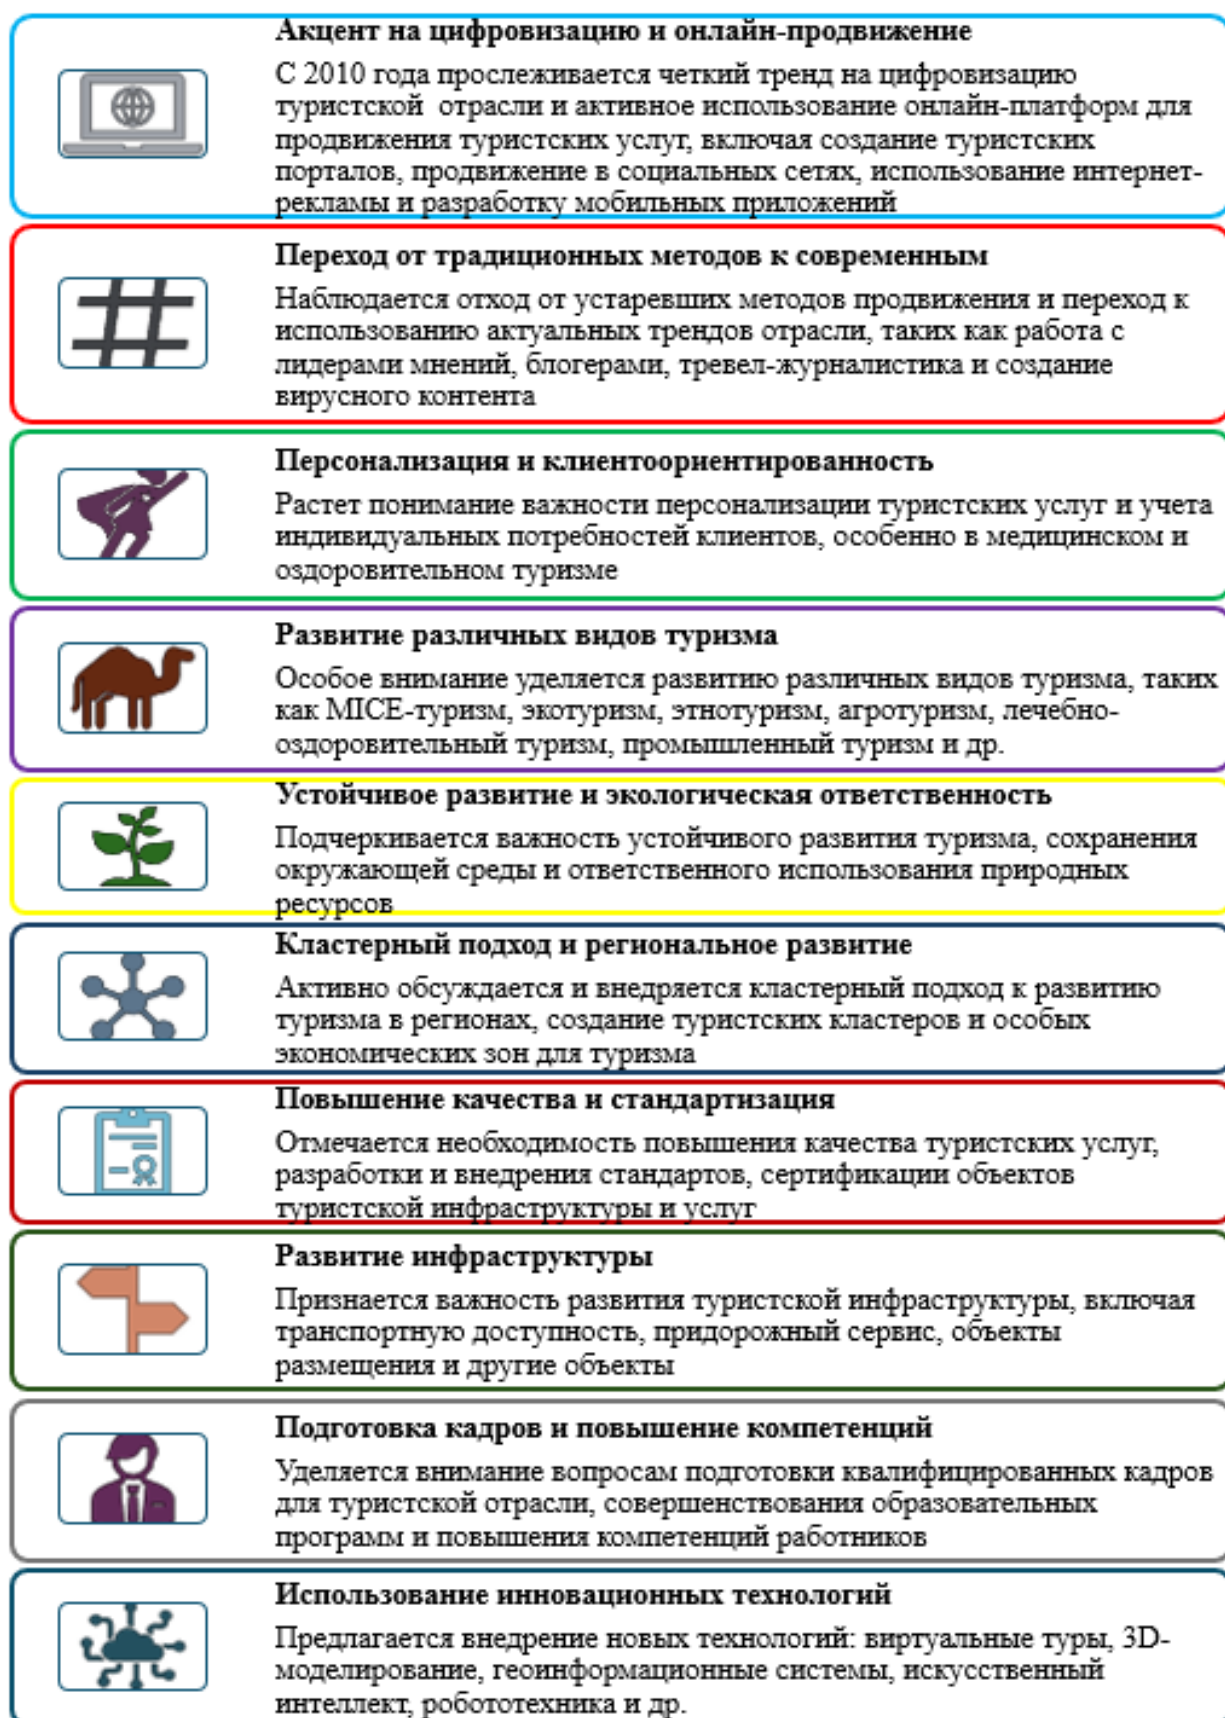 Акцент на цифровизацию и онлайн-продвижение
С 2010 года прослеживается четкий тренд на цифровизацию
туристской отрасли и активное использование онлайн-платформ для
продвижения туристских услуг, включая создание туристских
порталов, продвижение в социальных сетях, использование интернет-
рекламы и разработку мобильных приложений
Переход от традиционных методов к современным
Наблюдается отход от устаревших методов продвижения и переход к
использованию актуальных трендов отрасли, таких как работа с
лидерами мнений, блогерами, тревел-журналистика и создание
вирусного контента
Персонализация и клиентоориентированность
Растет понимание важности персонализации туристских услуг и учета
индивидуальных потребностей клиентов, особенно в медицинском и
оздоровительном туризме
Развитие различных видов туризма
Особое внимание уделяется развитию различных видов туризма, таких
как MICE-туризм, экотуризм, этнотуризм, агротуризм, лечебно-
оздоровительный туризм, промышленный туризм и др.
Устойчивое развитие и экологическая ответственность
Подчеркивается важность устойчивого развития туризма, сохранения
окружающей среды и ответственного использования природных
ресурсов
Кластерный подход и региональное развитие
Активно обсуждается и внедряется кластерный подход к развитию
туризма в регионах, создание туристских кластеров и особых
экономических зон для туризма
Повышение качества и стандартизация
Отмечается необходимость повышения качества туристских услуг,
разработки и внедрения стандартов, сертификации объектов
туристской инфраструктуры и услуг
Развитие инфраструктуры
Признается важность развития туристской инфраструктуры, включая
транспортную доступность, придорожный сервис, объекты
размещения и другие объекты
Подготовка кадров и повышение компетенций
Уделяется внимание вопросам подготовки квалифицированных кадров
для туристской отрасли, совершенствования образовательных
программ и повышения компетенций работников
Использование инновационных технологий
Предлагается внедрение новых технологий: виртуальные туры, 3D-
моделирование, геоинформационные системы, искусственный
интеллект, робототехника и др.